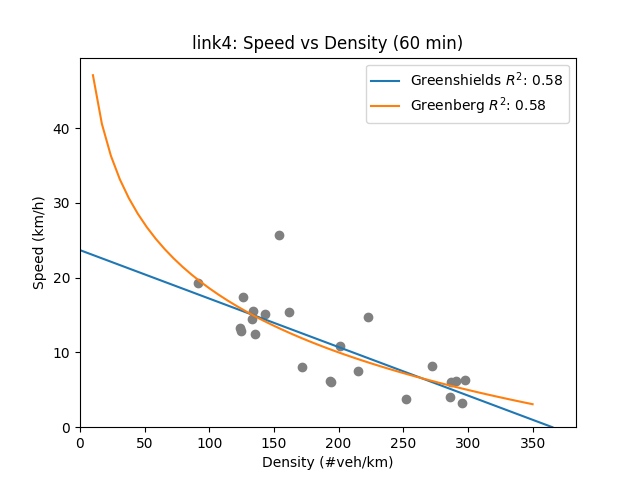 link4: Speed vs Density (60 min)
Greenshields R²: 0.58
Greenberg R²: 0.58
40
30
20
10
0
Speed (km/h)
0 50 100 150 200 250 300 350
Density (#veh/km)